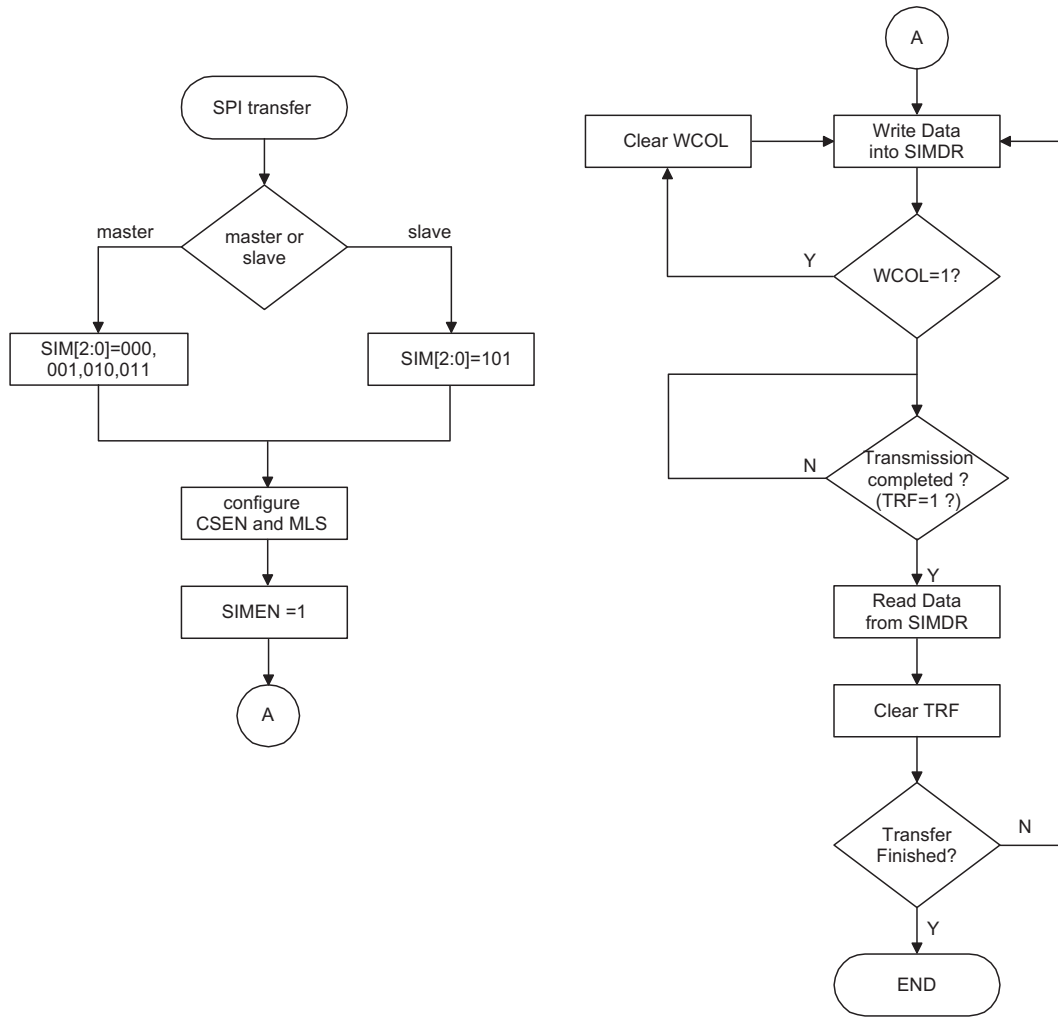 SPI transfer
master
master or
slave
slave
SIM[2:0]=000,
001,010,011
SIM[2:0]=101
configure
CSEN and MLS
SIMEN =1
A
A
Clear WCOL
Write Data
into SIMDR
Y
WCOL=1?
N
Transmission
completed ?
(TRF=1 ?)
Y
Read Data
from SIMDR
Clear TRF
Transfer
Finished?
N
Y
END